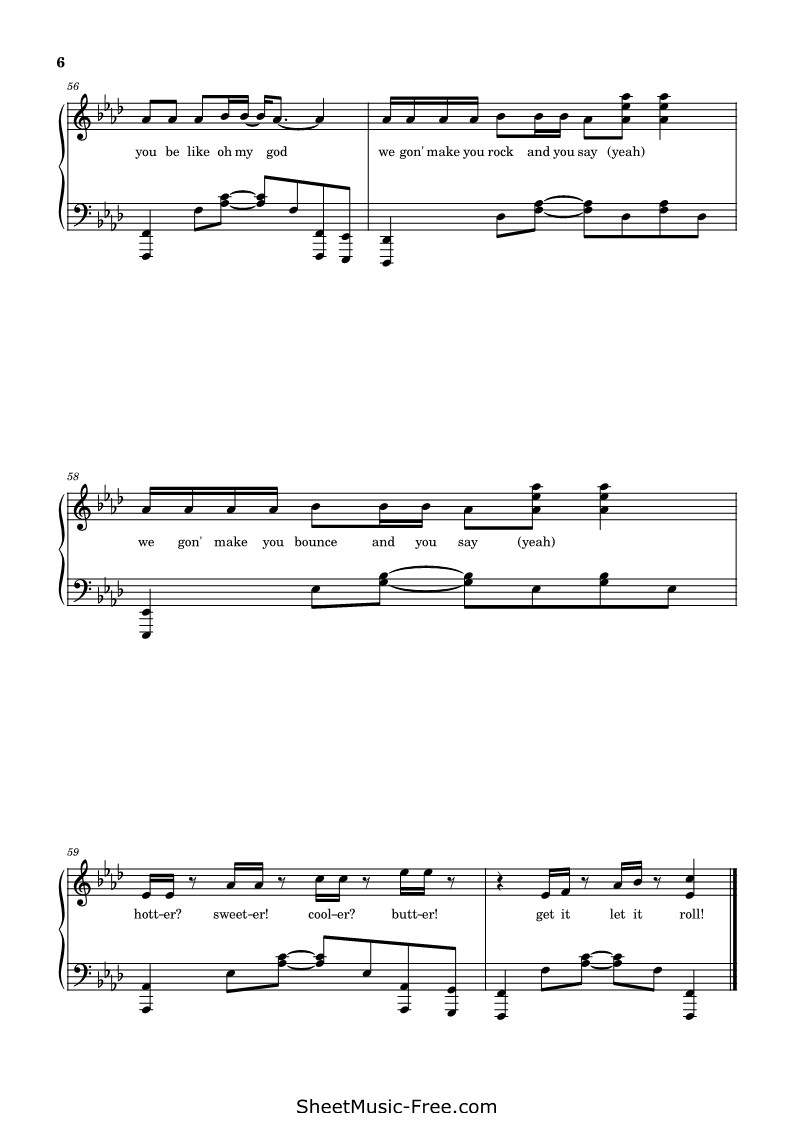 6
56
you be like oh my god we gon' make you rock and you say (yeah)
58
we gon' make you bounce and you say (yeah)
59
hott-er? sweet-er! cool-er? butt-er! get it let it roll!
SheetMusic-Free.com